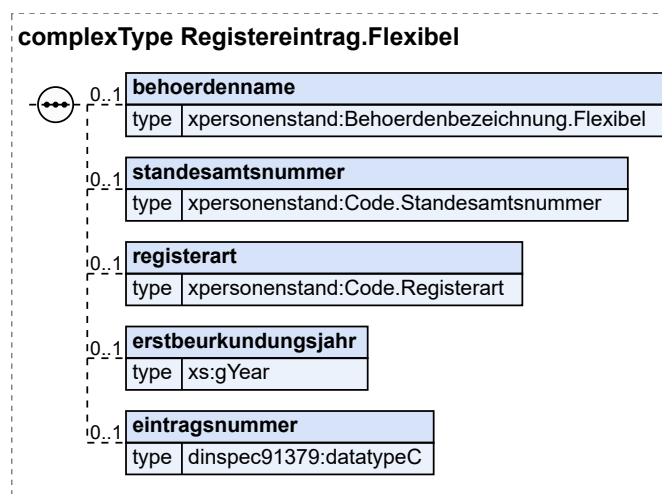 complexType Registereintrag.Flexibel
0..1 behoerdenname
type xpersonenstand:Behoerdenbezeichnung.Flexibel
0..1 standesamtsnummer
type xpersonenstand:Code.Standesamtsnummer
0..1 registerart
type xpersonenstand:Code.Registerart
0..1 erstbeurkundungsjahr
type xs:gYear
0..1 eintragsnummer
type dinspec91379:datatypeC